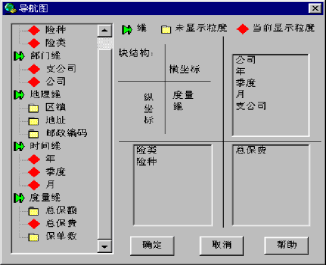 导航图
险种
险类
部门维
支公司
公司
地理维
区镇
地址
邮政编码
时间维
年
季度
月
度量维
总保额
总保费
保单数
维 未显示粒度 当前显示粒度
块结构:
横坐标
纵坐标
度量
维
公司
年
季度
月
支公司
险类
险种
总保费
确定 取消 帮助